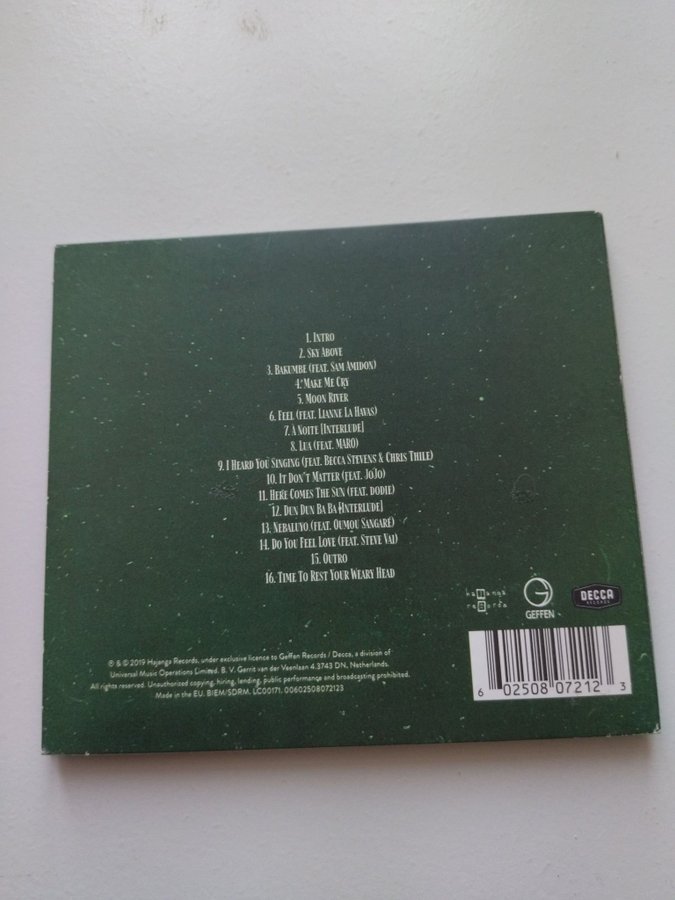 1. Intro
2. Sky Above
3. Bakumbe (feat. Sam Amidon)
4. Make Me Cry
5. Moon River
6. Feel (feat. Lianne La Havas)
7. À Noite [Interlude]
8. Lua (feat. MARO)
9. I Heard You Singing (feat. Becca Stevens & Chris Thile)
10. It Don't Matter (feat. JoJo)
11. Here Comes The Sun (feat. dodie)
12. Dun Dun Ba Ba [Interlude]
13. Nebaluyo (feat. Oumou Sangaré)
14. Do You Feel Love (feat. Steve Vai)
15. Outro
16. Time To Rest Your Weary Head
hajanga
records
GEFFEN
DECCA
RECORDS
℗ & © 2019 Hajanga Records, under exclusive licence to Geffen Records / Decca, a division of
Universal Music Operations Limited. B. V. Gerrit van der Veenlaan 4.3743 DN, Netherlands.
All rights reserved. Unauthorized copying, hiring, lending, public performance and broadcasting prohibited.
Made in the EU. BIEM/SDRM. LC00171. 00602508072123
6 02508 07212 3